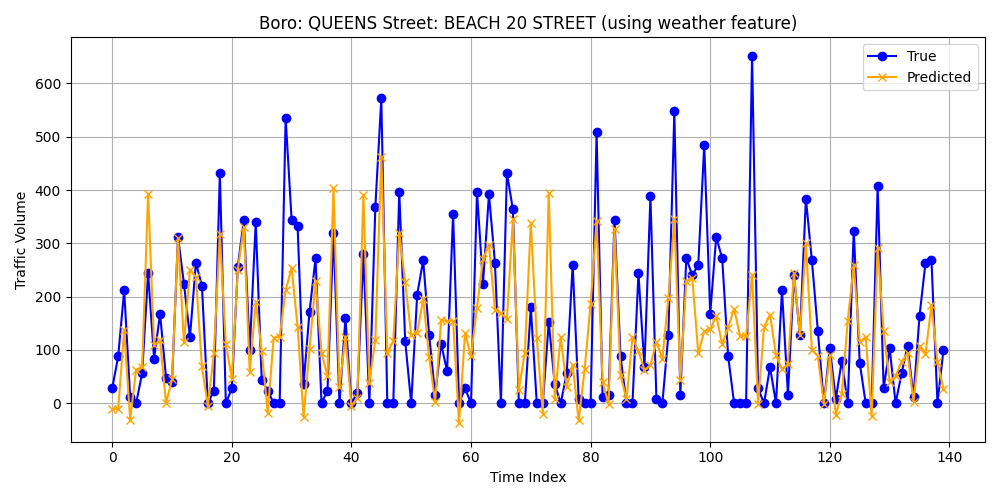 Boro: QUEENS Street: BEACH 20 STREET (using weather feature)
True
Predicted
Traffic Volume
600
500
400
300
200
100
0
0 20 40 60 80 100 120 140
Time Index